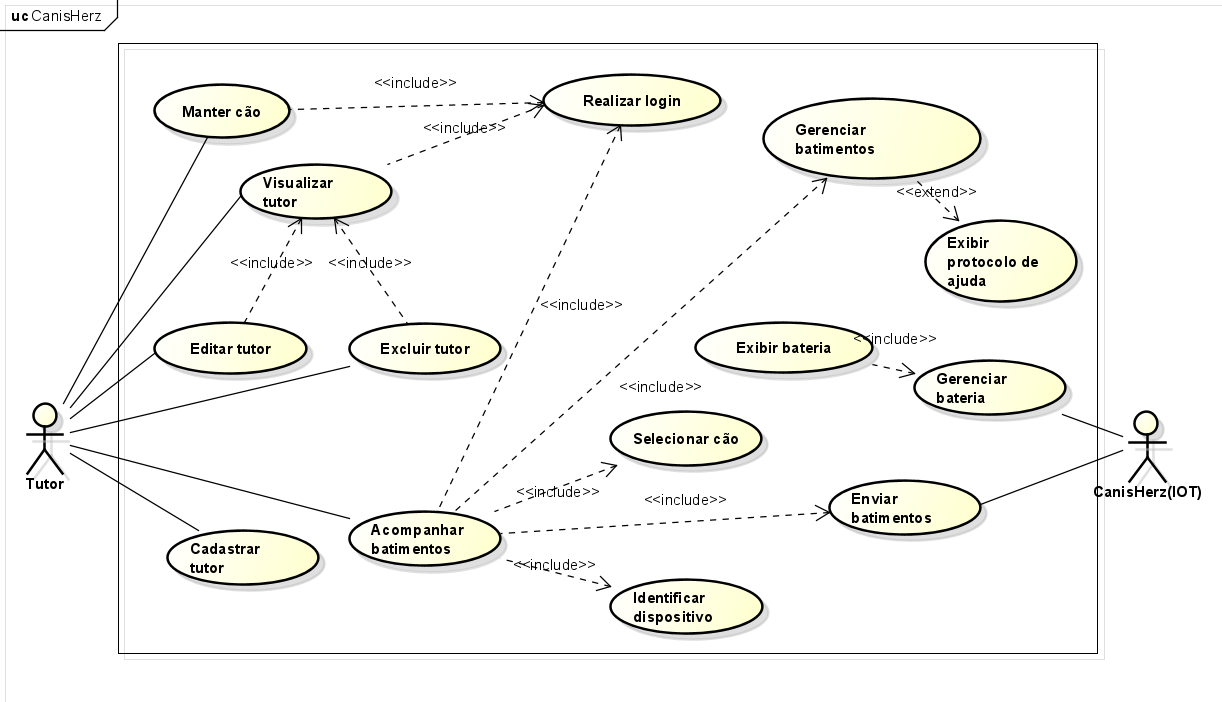 uc CanisHerz
<<include>>
Manter cão
Realizar login
<<include>>
Gerenciar
batimentos
Visualizar
tutor
<<extend>>
Exibir
protocolo de
ajuda
<<include>>
<<include>>
<<include>>
Editar tutor
Excluir tutor
Exibir bateria
<<include>>
Gerenciar
bateria
<<include>>
Selecionar cão
Tutor
CanisHerz(IOT)
<<include>>
<<include>>
Enviar
batimentos
Acompanhar
batimentos
Cadastrar
tutor
<<include>>
Identificar
dispositivo